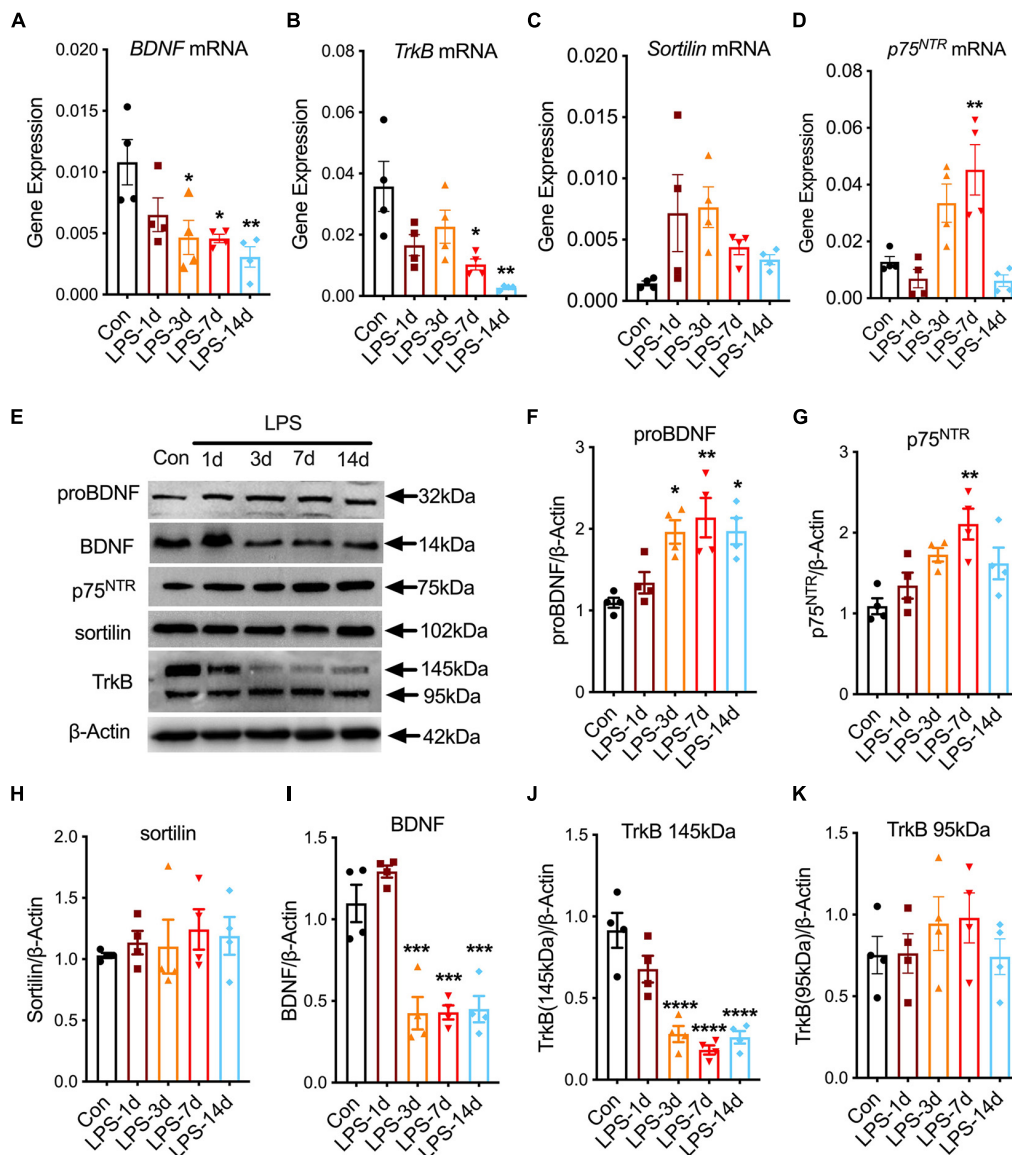 A
BDNF mRNA
Gene Expression
0.020
0.015
0.010
0.005
0.000
*
*
**
Con
LPS-1d
LPS-3d
LPS-7d
LPS-14d
B
TrkB mRNA
Gene Expression
0.08
0.06
0.04
0.02
0.00
*
**
Con
LPS-1d
LPS-3d
LPS-7d
LPS-14d
C
Sortilin mRNA
Gene Expression
0.020
0.015
0.010
0.005
0.000
Con
LPS-1d
LPS-3d
LPS-7d
LPS-14d
D
p75NTR mRNA
Gene Expression
0.08
0.06
0.04
0.02
0.00
**
Con
LPS-1d
LPS-3d
LPS-7d
LPS-14d
E
LPS
Con 1d 3d 7d 14d
proBDNF 32kDa
BDNF 14kDa
p75NTR 75kDa
sortilin 102kDa
TrkB 145kDa
95kDa
β-Actin 42kDa
F
proBDNF
proBDNF/β-Actin
3
2
1
0
*
**
*
Con
LPS-1d
LPS-3d
LPS-7d
LPS-14d
G
p75NTR
p75NTR/β-Actin
3
2
1
0
**
Con
LPS-1d
LPS-3d
LPS-7d
LPS-14d
H
sortilin
Sortilin/β-Actin
2.0
1.5
1.0
0.5
0.0
Con
LPS-1d
LPS-3d
LPS-7d
LPS-14d
I
BDNF
BDNF/β-Actin
1.5
1.0
0.5
0.0
***
***
***
Con
LPS-1d
LPS-3d
LPS-7d
LPS-14d
J
TrkB 145kDa
TrkB(145kDa)/β-Actin
1.5
1.0
0.5
0.0
****
****
****
Con
LPS-1d
LPS-3d
LPS-7d
LPS-14d
K
TrkB 95kDa
TrkB(95kDa)/β-Actin
1.5
1.0
0.5
0.0
Con
LPS-1d
LPS-3d
LPS-7d
LPS-14d